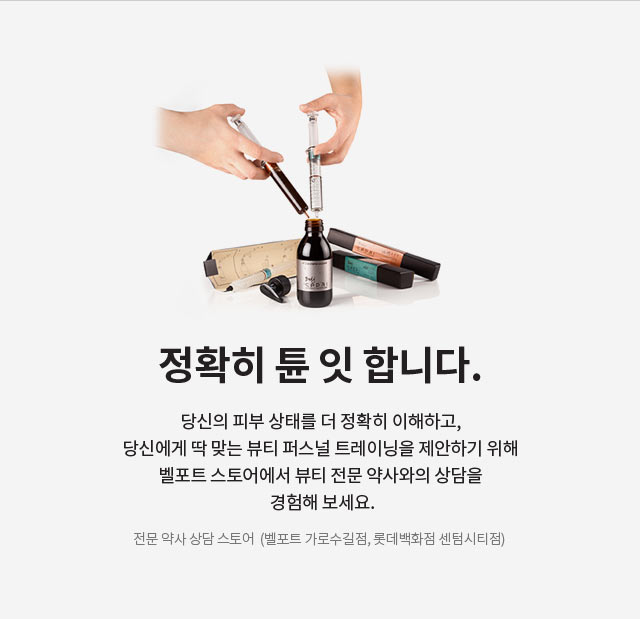 정확히 튠 잇 합니다.
당신의 피부 상태를 더 정확히 이해하고,
당신에게 딱 맞는 뷰티 퍼스널 트레이닝을 제안하기 위해
벨포트 스토어에서 뷰티 전문 약사와의 상담을
경험해 보세요.
전문 약사 상담 스토어 (벨포트 가로수길점, 롯데백화점 센텀시티점)